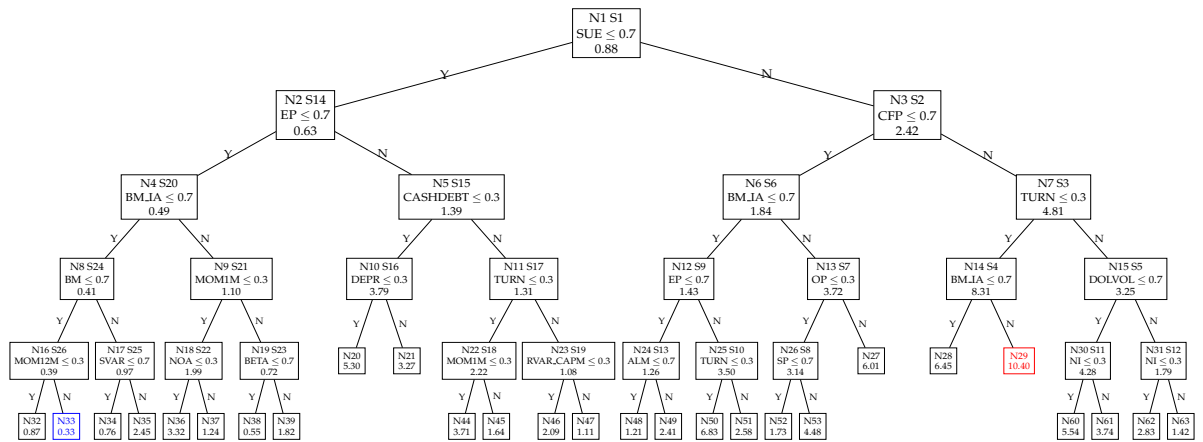 N1 S1
SUE ≤ 0.7
0.88
Y
N
N2 S14
EP ≤ 0.7
0.63
N3 S2
CFP ≤ 0.7
2.42
Y
N
Y
N
N4 S20
BM_IA ≤ 0.7
0.49
N5 S15
CASHDEBT ≤ 0.3
1.39
N6 S6
BM_IA ≤ 0.7
1.84
N7 S3
TURN ≤ 0.3
4.81
Y
N
Y
N
Y
N
Y
N
N8 S24
BM ≤ 0.7
0.41
N9 S21
MOM1M ≤ 0.3
1.10
N10 S16
DEPR ≤ 0.3
3.79
N11 S17
TURN ≤ 0.3
1.31
N12 S9
EP ≤ 0.7
1.43
N13 S7
OP ≤ 0.3
3.72
N14 S4
BM_IA ≤ 0.7
8.31
N15 S5
DOLVOL ≤ 0.7
3.25
Y
N
Y
N
Y
N
Y
N
Y
N
Y
N
Y
N
Y
N
N16 S26
MOM12M ≤ 0.3
0.39
N17 S25
SVAR ≤ 0.7
0.97
N18 S22
NOA ≤ 0.3
1.99
N19 S23
BETA ≤ 0.7
0.72
N20
5.30
N21
3.27
N22 S18
MOM1M ≤ 0.3
2.22
N23 S19
RVAR_CAPM ≤ 0.3
1.08
N24 S13
ALM ≤ 0.7
1.26
N25 S10
TURN ≤ 0.3
3.50
N26 S8
SP ≤ 0.7
3.14
N27
6.01
N28
6.45
N29
10.40
N30 S11
NI ≤ 0.3
4.28
N31 S12
NI ≤ 0.3
1.79
Y
N
Y
N
Y
N
Y
N
Y
N
Y
N
Y
N
Y
N
Y
N
Y
N
Y
N
N32
0.87
N33
0.33
N34
0.76
N35
2.45
N36
3.32
N37
1.24
N38
0.55
N39
1.82
N44
3.71
N45
1.64
N46
2.09
N47
1.11
N48
1.21
N49
2.41
N50
6.83
N51
2.58
N52
1.73
N53
4.48
N60
5.54
N61
3.74
N62
2.83
N63
1.42